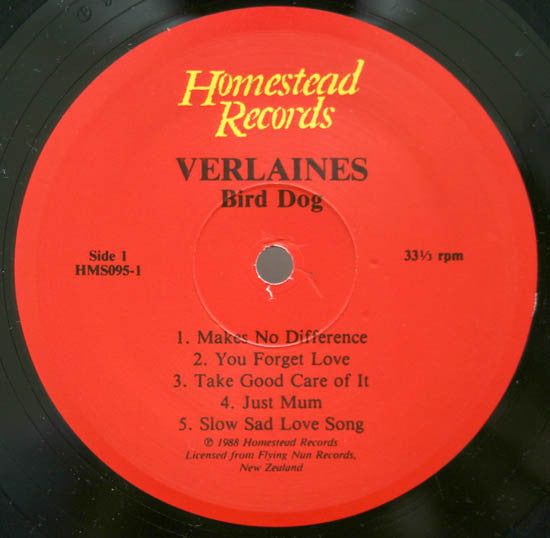 Homestead
Records
VERLAINES
Bird Dog
Side 1
HMS095-1
33⅓ rpm
1. Makes No Difference
2. You Forget Love
3. Take Good Care of It
4. Just Mum
5. Slow Sad Love Song
℗ 1988 Homestead Records
Licensed from Flying Nun Records,
New Zealand